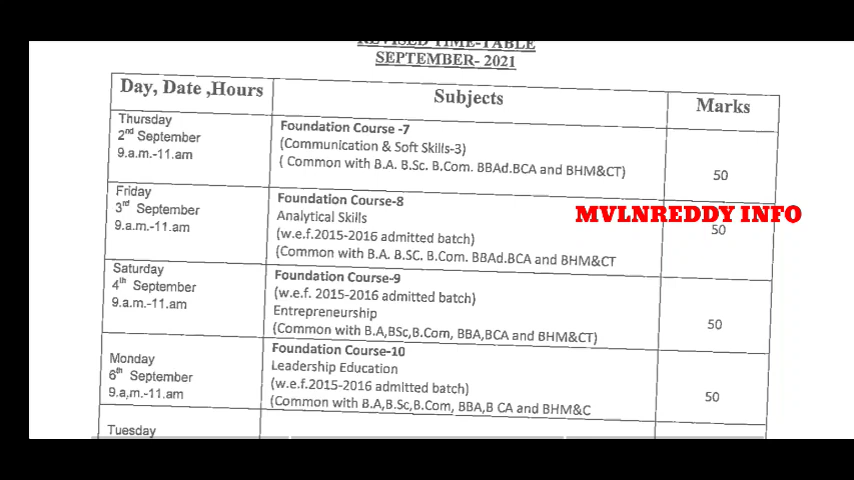 REVISED TIME-TABLE
SEPTEMBER- 2021
Day, Date ,Hours
Subjects
Marks
Thursday
2nd September
9.a.m.-11.am
Foundation Course -7
(Communication & Soft Skills-3)
( Common with B.A. B.Sc. B.Com. BBAd.BCA and BHM&CT)
50
Friday
3rd September
9.a.m.-11.am
Foundation Course-8
Analytical Skills
(w.e.f.2015-2016 admitted batch)
(Common with B.A. B.SC. B.Com. BBAd.BCA and BHM&CT
50
MVLNREDDY INFO
Saturday
4th September
9.a.m.-11.am
Foundation Course-9
(w.e.f. 2015-2016 admitted batch)
Entrepreneurship
(Common with B.A,BSc,B.Com, BBA,BCA and BHM&CT)
50
Monday
6th September
9.a,m.-11.am
Foundation Course-10
Leadership Education
(w.e.f.2015-2016 admitted batch)
(Common with B.A,B.Sc,B.Com, BBA,B CA and BHM&C
50
Tuesday